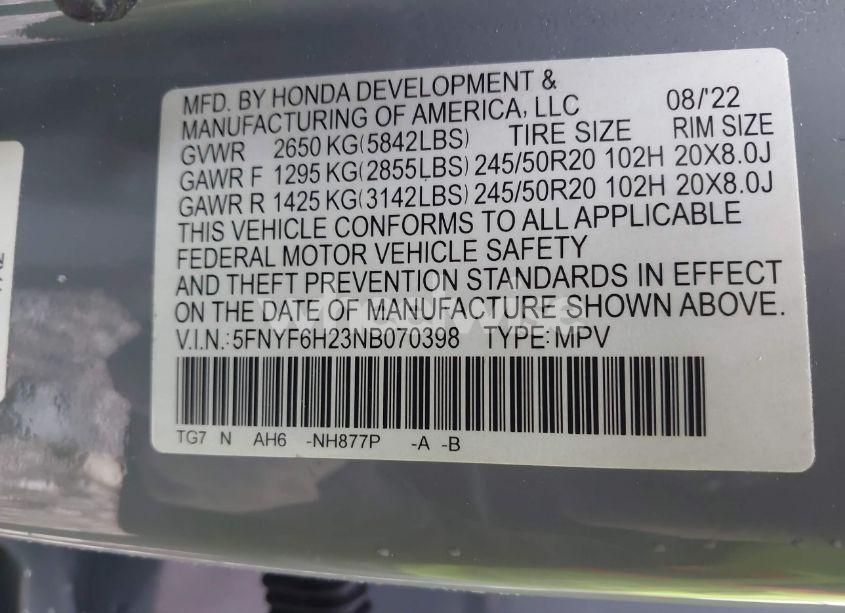 MFD. BY HONDA DEVELOPMENT &
MANUFACTURING OF AMERICA, LLC 08/'22
GVWR 2650 KG(5842LBS) TIRE SIZE RIM SIZE
GAWR F 1295 KG(2855LBS) 245/50R20 102H 20X8.0J
GAWR R 1425 KG(3142LBS) 245/50R20 102H 20X8.0J
THIS VEHICLE CONFORMS TO ALL APPLICABLE
FEDERAL MOTOR VEHICLE SAFETY
AND THEFT PREVENTION STANDARDS IN EFFECT
ON THE DATE OF MANUFACTURE SHOWN ABOVE.
V.I.N.: 5FNYF6H23NB070398 TYPE: MPV
TG7 N AH6 -NH877P -A -B